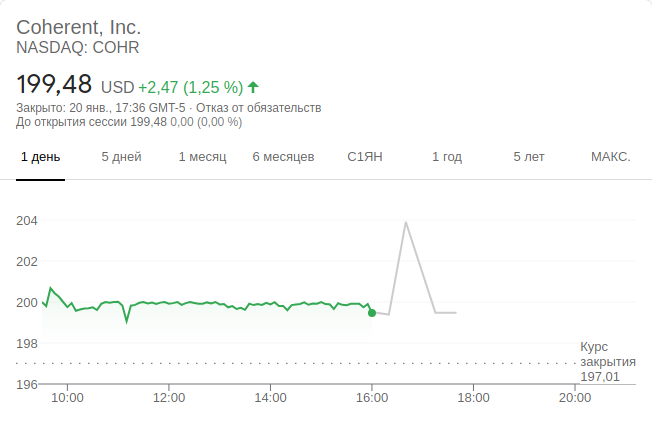 Coherent, Inc.
NASDAQ: COHR
199,48 USD +2,47 (1,25 %)
Закрыто: 20 янв., 17:36 GMT-5 · Отказ от обязательств
До открытия сессии 199,48 0,00 (0,00 %)
1 день 5 дней 1 месяц 6 месяцев С1ЯН 1 год 5 лет МАКС.
204
202
200
198
Курс
закрытия
197,01
196
10:00 12:00 14:00 16:00 18:00 20:00